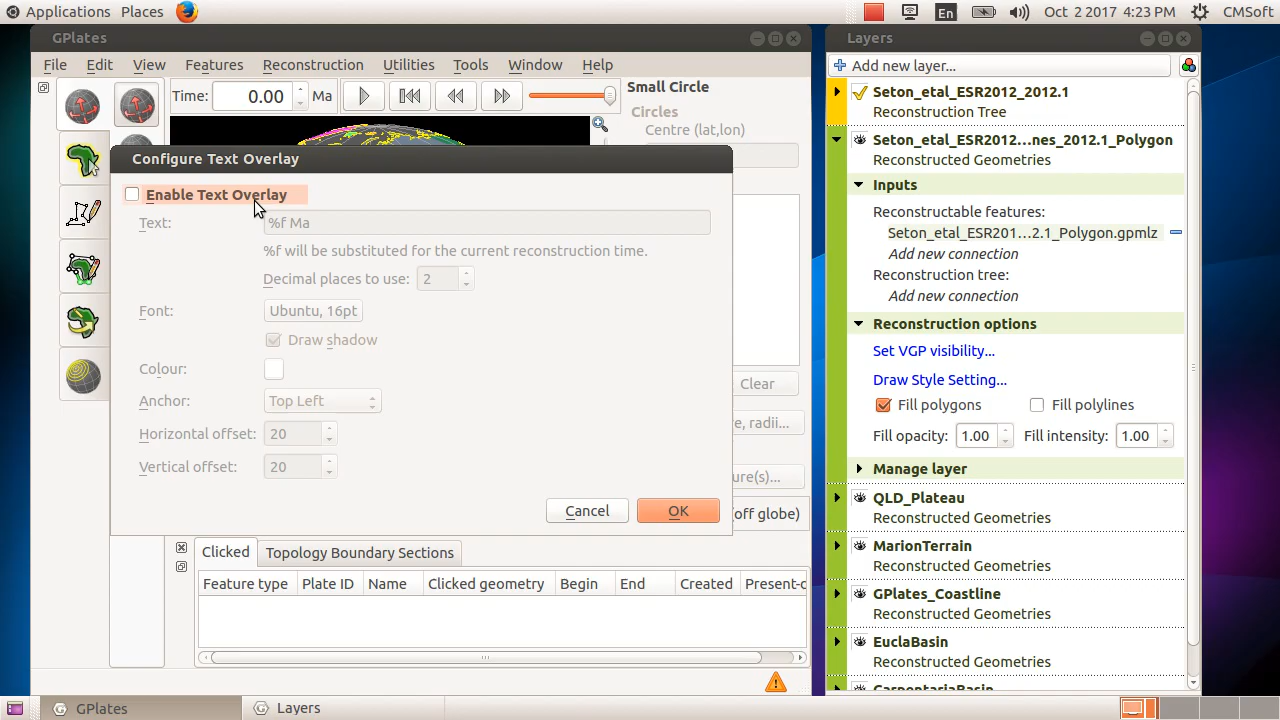 Applications Places En Oct 2 2017 4:23 PM CMSoft
GPlates
File Edit View Features Reconstruction Utilities Tools Window Help
Time: 0.00 Ma
Small Circle
Circles
Centre (lat,lon)
Clear
e, radii...
ure(s)...
(off globe)
Configure Text Overlay
Enable Text Overlay
Text: %f Ma
%f will be substituted for the current reconstruction time.
Decimal places to use: 2
Font: Ubuntu, 16pt
Draw shadow
Colour:
Anchor: Top Left
Horizontal offset: 20
Vertical offset: 20
Cancel OK
Clicked Topology Boundary Sections
Feature type Plate ID Name Clicked geometry Begin End Created Present-c
Layers
Add new layer...
Seton_etal_ESR2012_2012.1
Reconstruction Tree
Seton_etal_ESR2012...nes_2012.1_Polygon
Reconstructed Geometries
Inputs
Reconstructable features:
Seton_etal_ESR201...2.1_Polygon.gpmlz
Add new connection
Reconstruction tree:
Add new connection
Reconstruction options
Set VGP visibility...
Draw Style Setting...
Fill polygons Fill polylines
Fill opacity: 1.00 Fill intensity: 1.00
Manage layer
QLD_Plateau
Reconstructed Geometries
MarionTerrain
Reconstructed Geometries
GPlates_Coastline
Reconstructed Geometries
EuclaBasin
Reconstructed Geometries
CarpentariaBasin
GPlates Layers